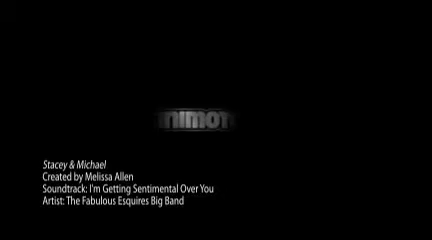 Stacey & Michael
Created by Melissa Allen
Soundtrack: I'm Getting Sentimental Over You
Artist: The Fabulous Esquires Big Band